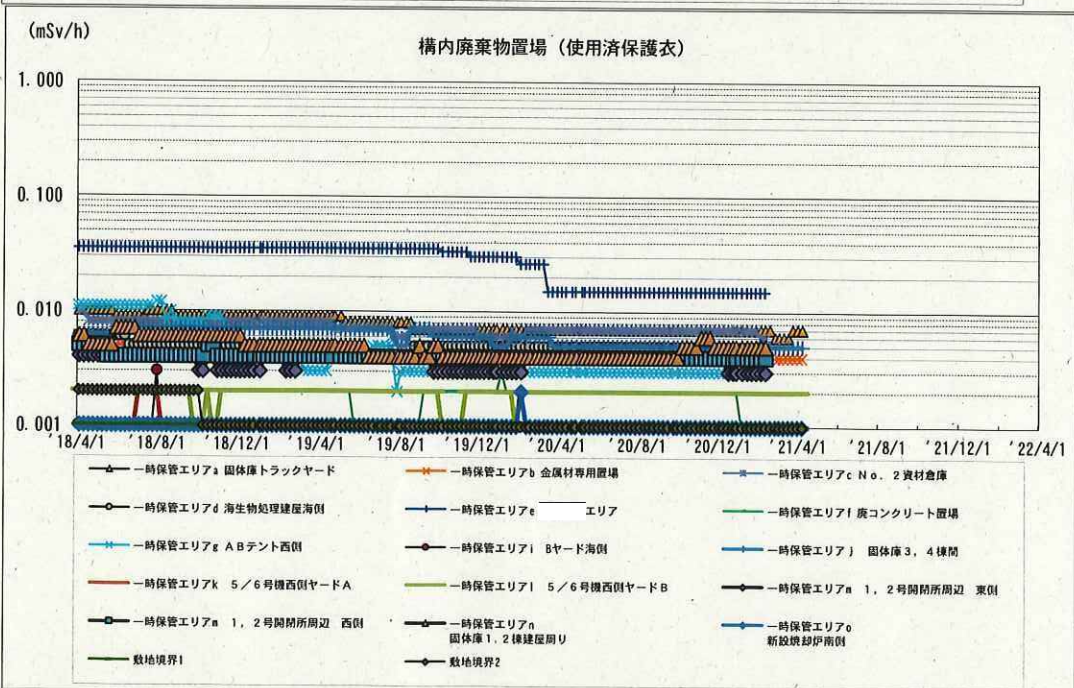 (mSv/h)
構内廃棄物置場（使用済保護衣）
1.000
0.100
0.010
0.001
'18/4/1 '18/8/1 '18/12/1 '19/4/1 '19/8/1 '19/12/1 '20/4/1 '20/8/1 '20/12/1 '21/4/1 '21/8/1 '21/12/1 '22/4/1
一時保管エリアa 固体庫トラックヤード
一時保管エリアb 金属材専用置場
一時保管エリアc No．2資材倉庫
一時保管エリアd 海生物処理建屋海側
一時保管エリアe エリア
一時保管エリアf 廃コンクリート置場
一時保管エリアg ABテント西側
一時保管エリアi Bヤード海側
一時保管エリアj 固体庫3，4棟間
一時保管エリアk 5／6号機西側ヤードA
一時保管エリアl 5／6号機西側ヤードB
一時保管エリアm 1，2号開閉所周辺 東側
一時保管エリアm 1，2号開閉所周辺 西側
一時保管エリアn
固体庫1．2棟建屋周り
一時保管エリアo
新設焼却炉南側
敷地境界1
敷地境界2